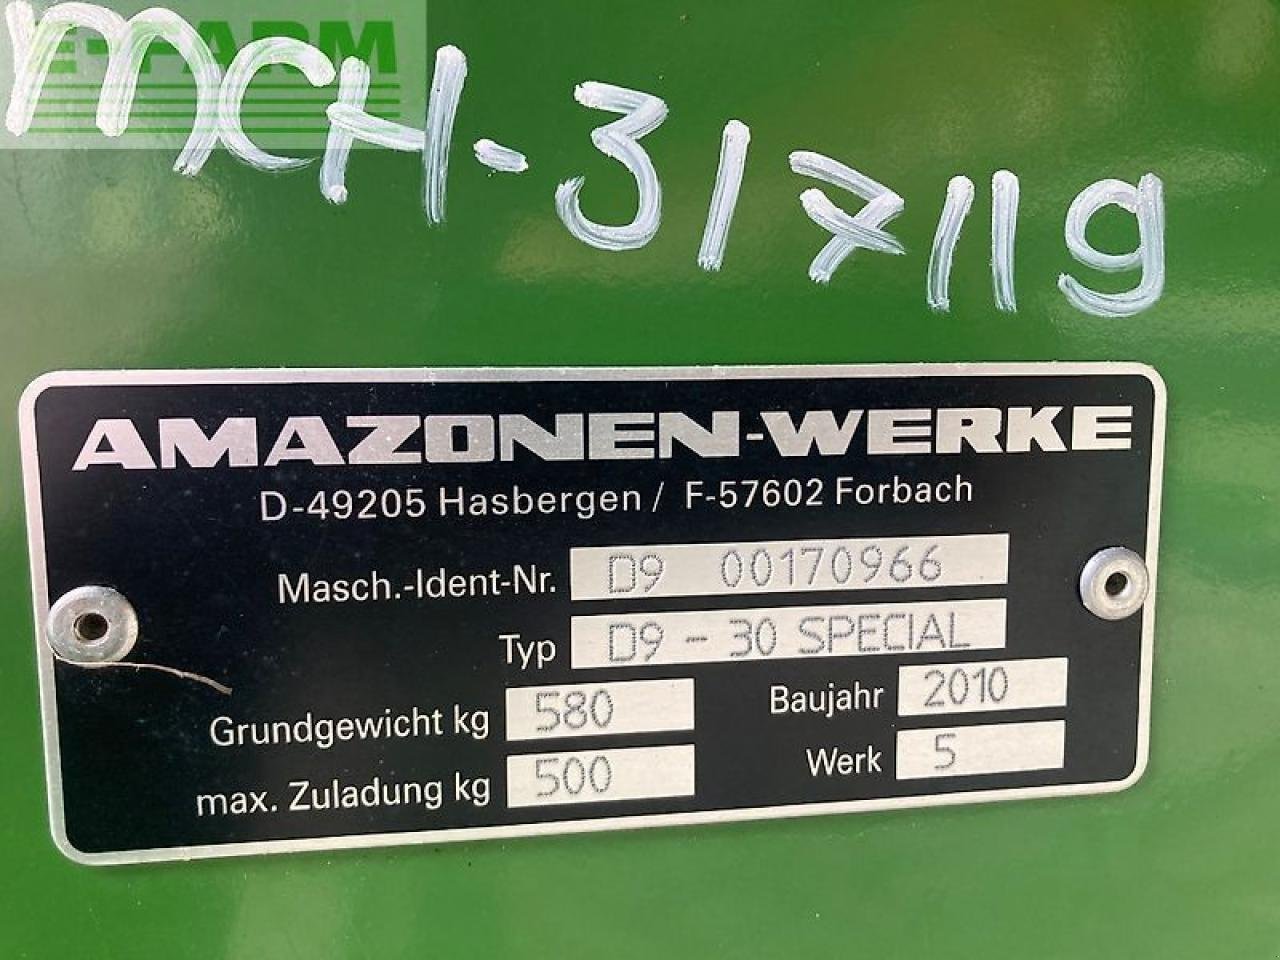 E-FARM
MCH-317119
AMAZONEN-WERKE
D-49205 Hasbergen / F-57602 Forbach
Masch.-Ident-Nr. D9 00170966
Typ D9 - 30 SPECIAL
Grundgewicht kg 580 Baujahr 2010
max. Zuladung kg 500 Werk 5